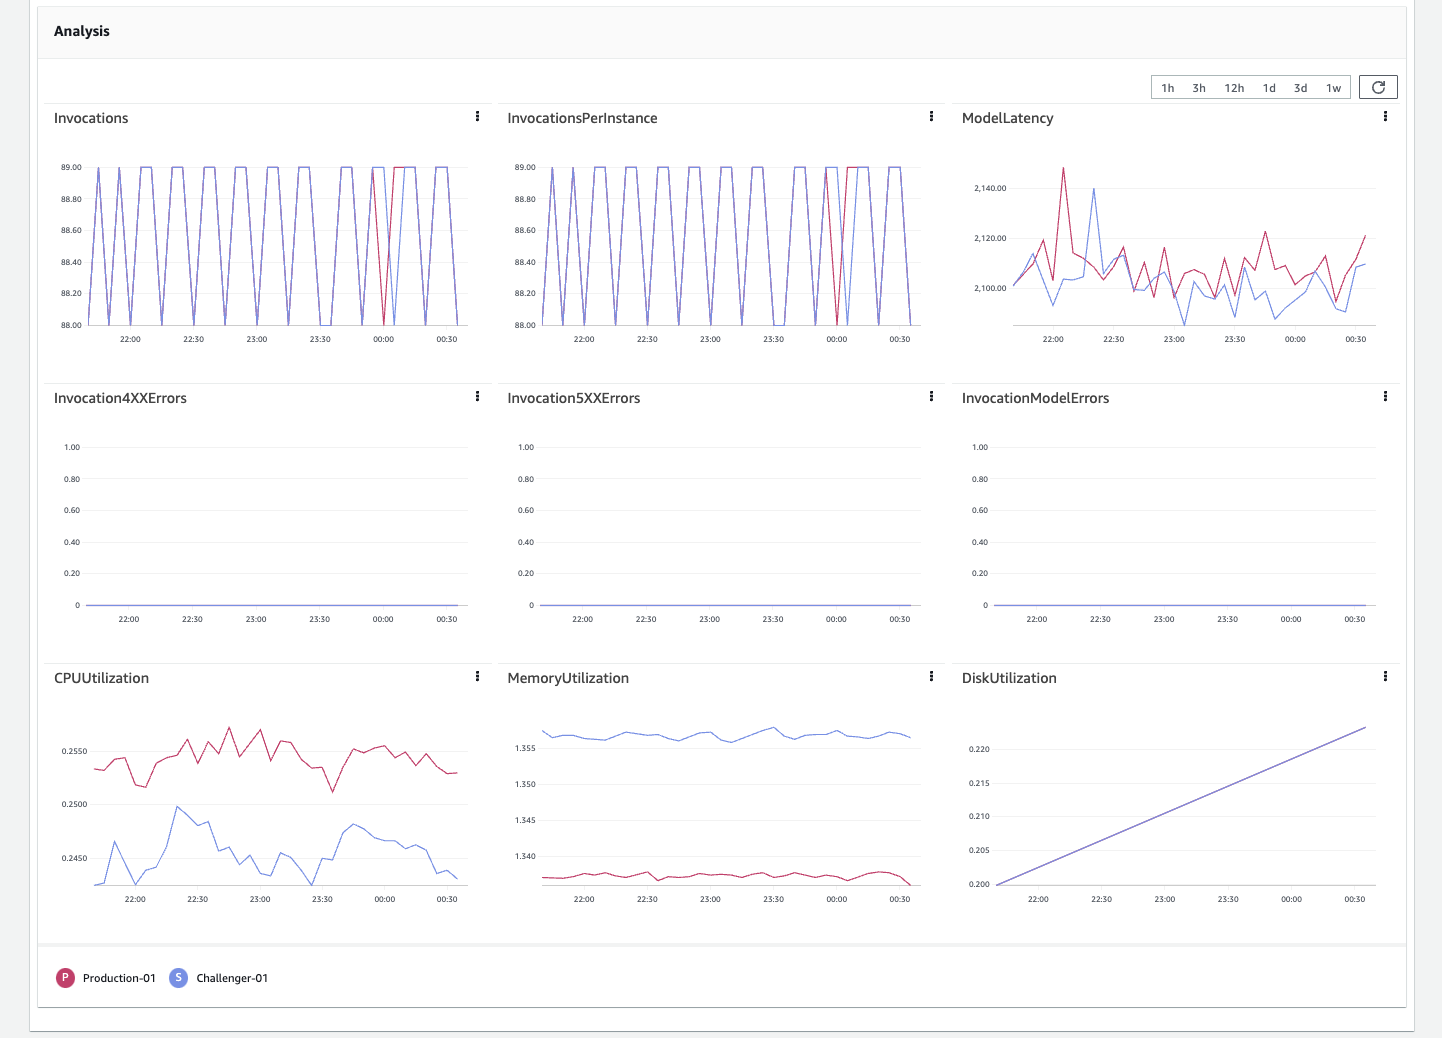 Analysis
1h 3h 12h 1d 3d 1w
Invocations
89.00
88.80
88.60
88.40
88.20
88.00
22:00 22:30 23:00 23:30 00:00 00:30
InvocationsPerInstance
89.00
88.80
88.60
88.40
88.20
88.00
22:00 22:30 23:00 23:30 00:00 00:30
ModelLatency
2,140.00
2,120.00
2,100.00
22:00 22:30 23:00 23:30 00:00 00:30
Invocation4XXErrors
1.00
0.80
0.60
0.40
0.20
0
22:00 22:30 23:00 23:30 00:00 00:30
Invocation5XXErrors
1.00
0.80
0.60
0.40
0.20
0
22:00 22:30 23:00 23:30 00:00 00:30
InvocationModelErrors
1.00
0.80
0.60
0.40
0.20
0
22:00 22:30 23:00 23:30 00:00 00:30
CPUUtilization
0.2550
0.2500
0.2450
22:00 22:30 23:00 23:30 00:00 00:30
MemoryUtilization
1.355
1.350
1.345
1.340
22:00 22:30 23:00 23:30 00:00 00:30
DiskUtilization
0.220
0.215
0.210
0.205
0.200
22:00 22:30 23:00 23:30 00:00 00:30
P Production-01 S Challenger-01